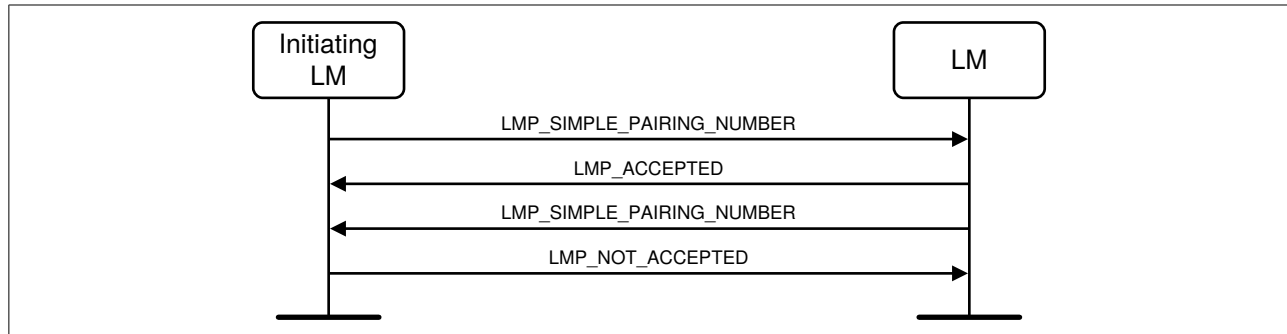 Initiating
LM
LM
LMP_SIMPLE_PAIRING_NUMBER
LMP_ACCEPTED
LMP_SIMPLE_PAIRING_NUMBER
LMP_NOT_ACCEPTED